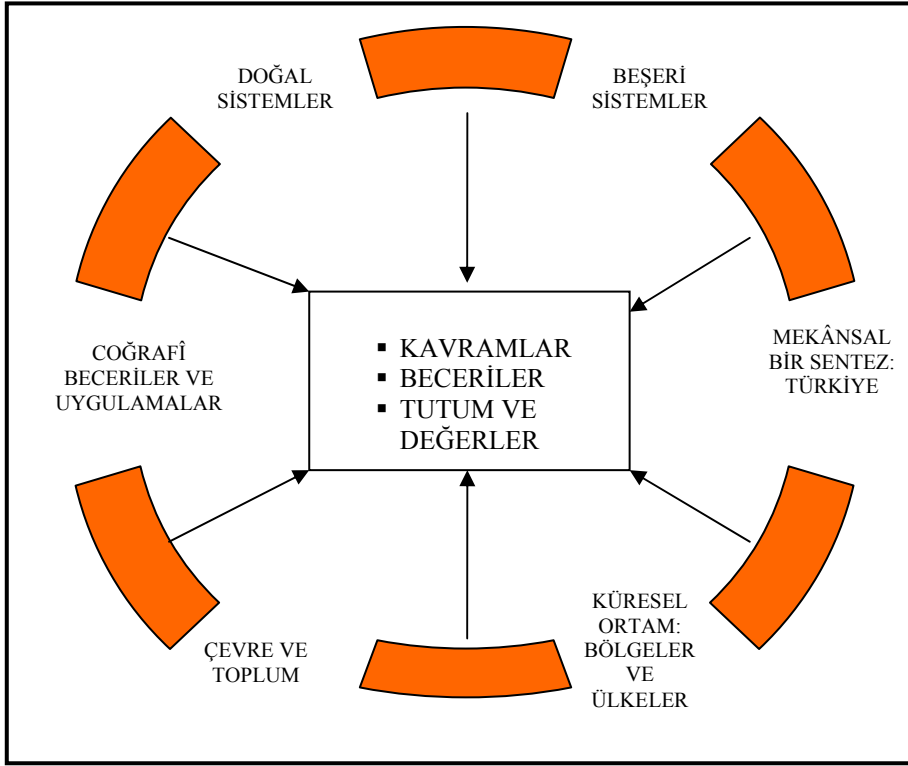 DOĞAL
SİSTEMLER
BEŞERİ
SİSTEMLER
COĞRAFÎ
BECERİLER VE
UYGULAMALAR
▪ KAVRAMLAR
▪ BECERİLER
▪ TUTUM VE
DEĞERLER
MEKÂNSAL
BİR SENTEZ:
TÜRKİYE
ÇEVRE VE
TOPLUM
KÜRESEL
ORTAM:
BÖLGELER
VE
ÜLKELER